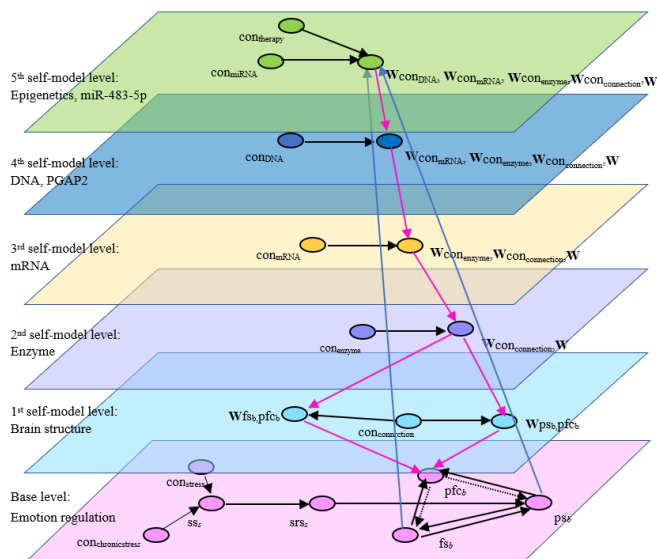 con_therapy
con_miRNA
5th self-model level:
Epigenetics, miR-483-5p
Wcon_DNA, Wcon_mRNA, Wcon_enzyme, Wcon_connection, W
4th self-model level:
DNA, PGAP2
con_DNA
Wcon_mRNA, Wcon_enzyme, Wcon_connection, W
3rd self-model level:
mRNA
con_mRNA
Wcon_enzyme, Wcon_connection, W
2nd self-model level:
Enzyme
con_enzyme
Wcon_connection, W
1st self-model level:
Brain structure
Wfs_b,pfc_b
con_connection
Wps_b,pfc_b
Base level:
Emotion regulation
con_stress
con_chronicstress
ss_s
srs_s
pfc_b
fs_b
ps_b